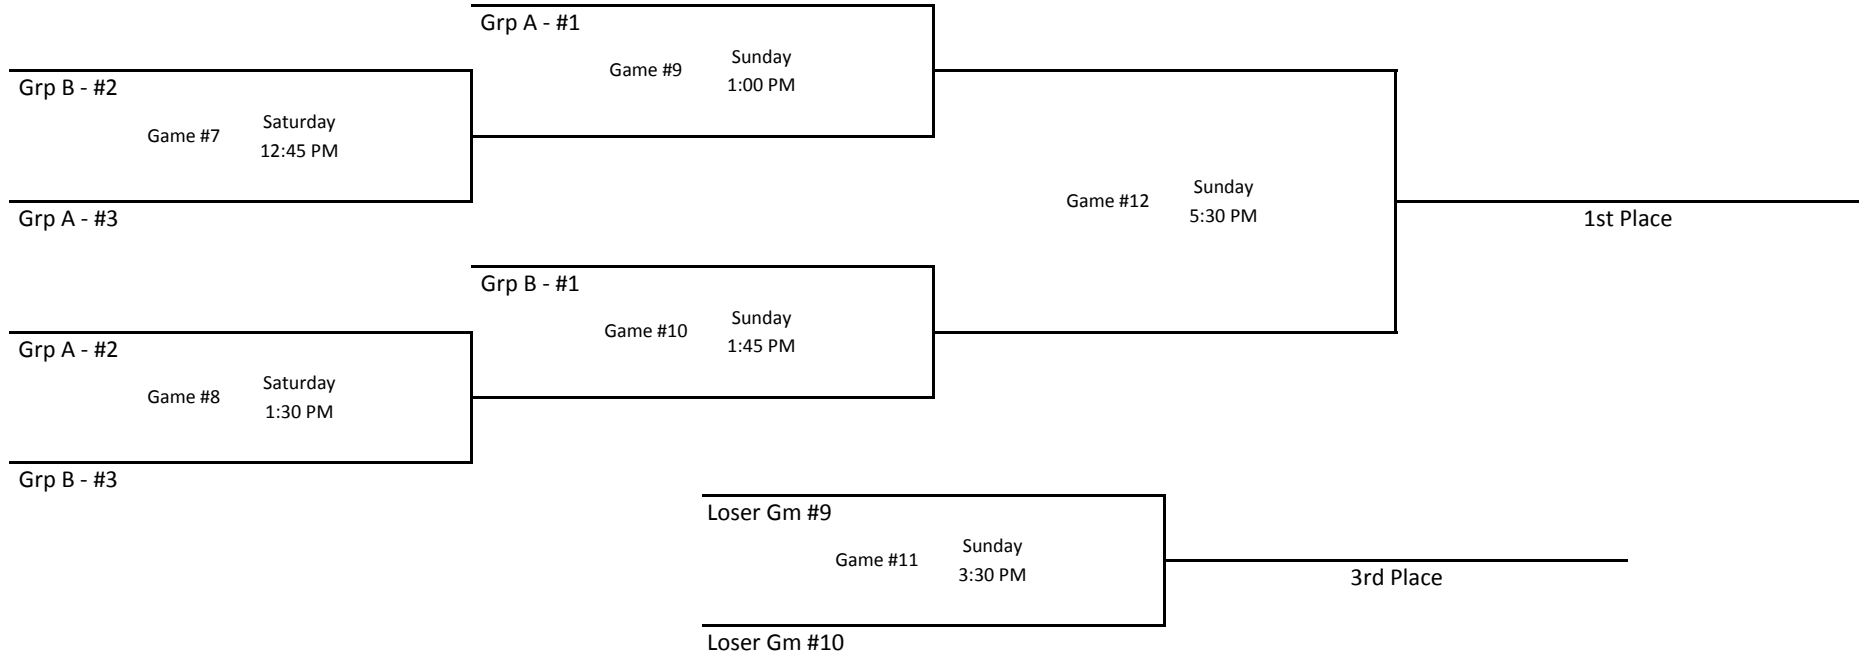 Grp A - #1
Game #9
Sunday
1:00 PM
Grp B - #2
Game #7
Saturday
12:45 PM
Grp A - #3
Game #12
Sunday
5:30 PM
1st Place
Grp B - #1
Game #10
Sunday
1:45 PM
Grp A - #2
Game #8
Saturday
1:30 PM
Grp B - #3
Loser Gm #9
Game #11
Sunday
3:30 PM
3rd Place
Loser Gm #10